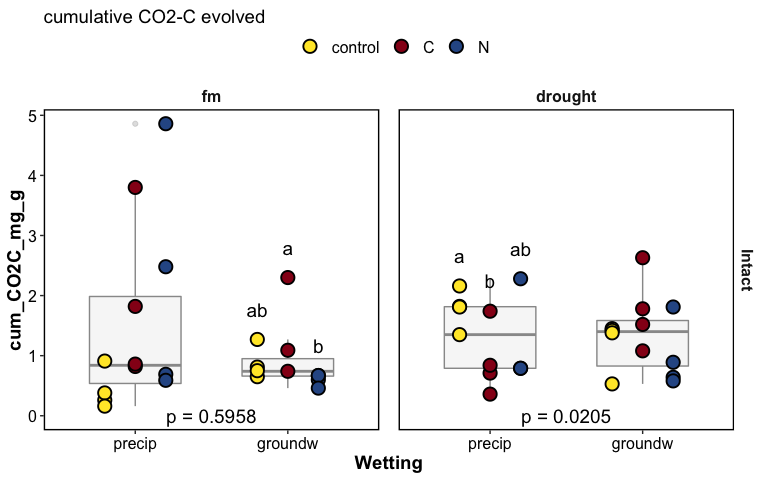 cumulative CO2-C evolved
control C N
fm drought
5
4
3
2
1
0
cum_CO2C_mg_g
a
ab
b
p = 0.5958
a
b
ab
p = 0.0205
Intact
precip groundw precip groundw
Wetting